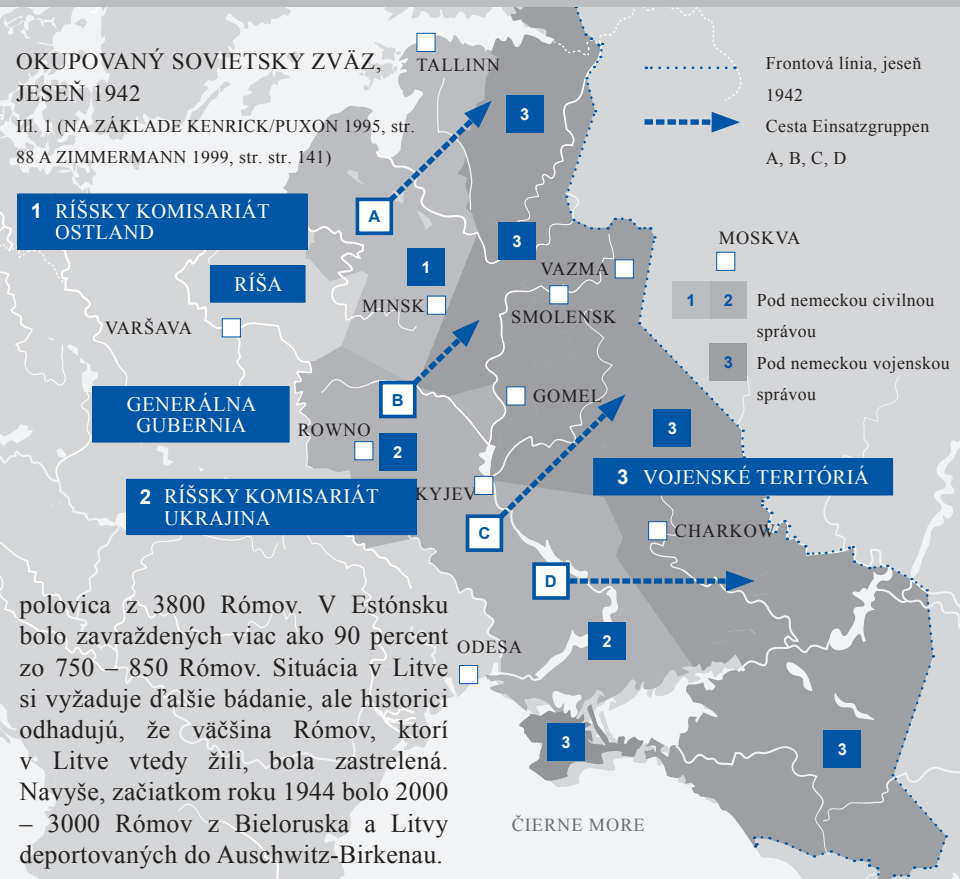 OKUPOVANÝ SOVIETSKY ZVÄZ,
JESEŇ 1942
Ill. 1 (NA ZÁKLADE KENRICK/PUXON 1995, str.
88 A ZIMMERMANN 1999, str. str. 141)
TALLINN
Frontová línia, jeseň
1942
Cesta Einsatzgruppen
A, B, C, D
3
A
1 RÍŠSKY KOMISARIÁT
OSTLAND
3
MOSKVA
1
VAZMA
RÍŠA
MINSK
SMOLENSK
1 2 Pod nemeckou civilnou
správou
VARŠAVA
3 Pod nemeckou vojenskou
správou
B
GOMEL
GENERÁLNA
GUBERNIA
ROWNO
2
3
3 VOJENSKÉ TERITÓRIÁ
2 RÍŠSKY KOMISARIÁT
UKRAJINA
KYJEV
C
CHARKOW
D
polovica z 3800 Rómov. V Estónsku
bolo zavraždených viac ako 90 percent
zo 750 – 850 Rómov. Situácia v Litve
si vyžaduje ďalšie bádanie, ale historici
odhadujú, že väčšina Rómov, ktorí
v Litve vtedy žili, bola zastrelená.
Navyše, začiatkom roku 1944 bolo 2000
– 3000 Rómov z Bieloruska a Litvy
deportovaných do Auschwitz-Birkenau.
ODESA
2
3
3
ČIERNE MORE